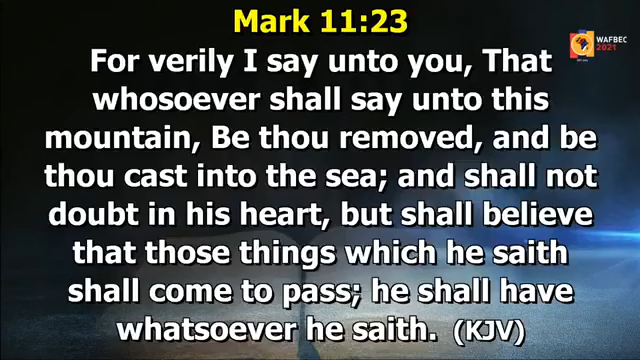 Mark 11:23
WAFBEC
2021
For verily I say unto you, That
whosoever shall say unto this
mountain, Be thou removed, and be
thou cast into the sea; and shall not
doubt in his heart, but shall believe
that those things which he saith
shall come to pass; he shall have
whatsoever he saith. (KJV)